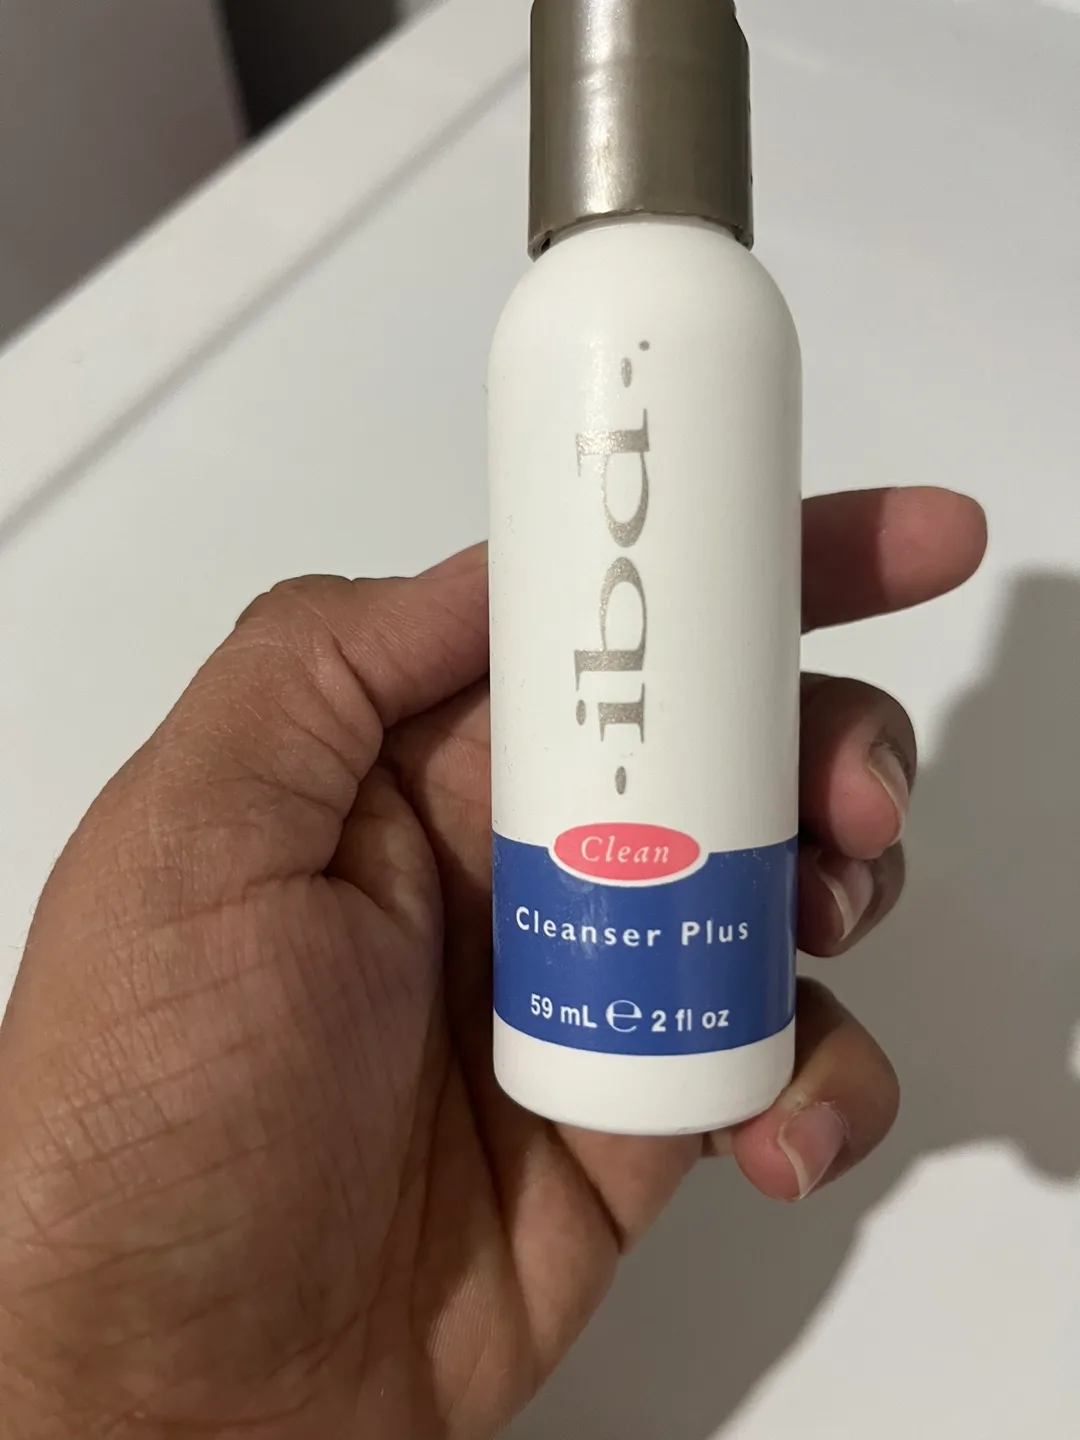 -ibd-.
Clean
Cleanser Plus
59 mL ℮ 2 fl oz